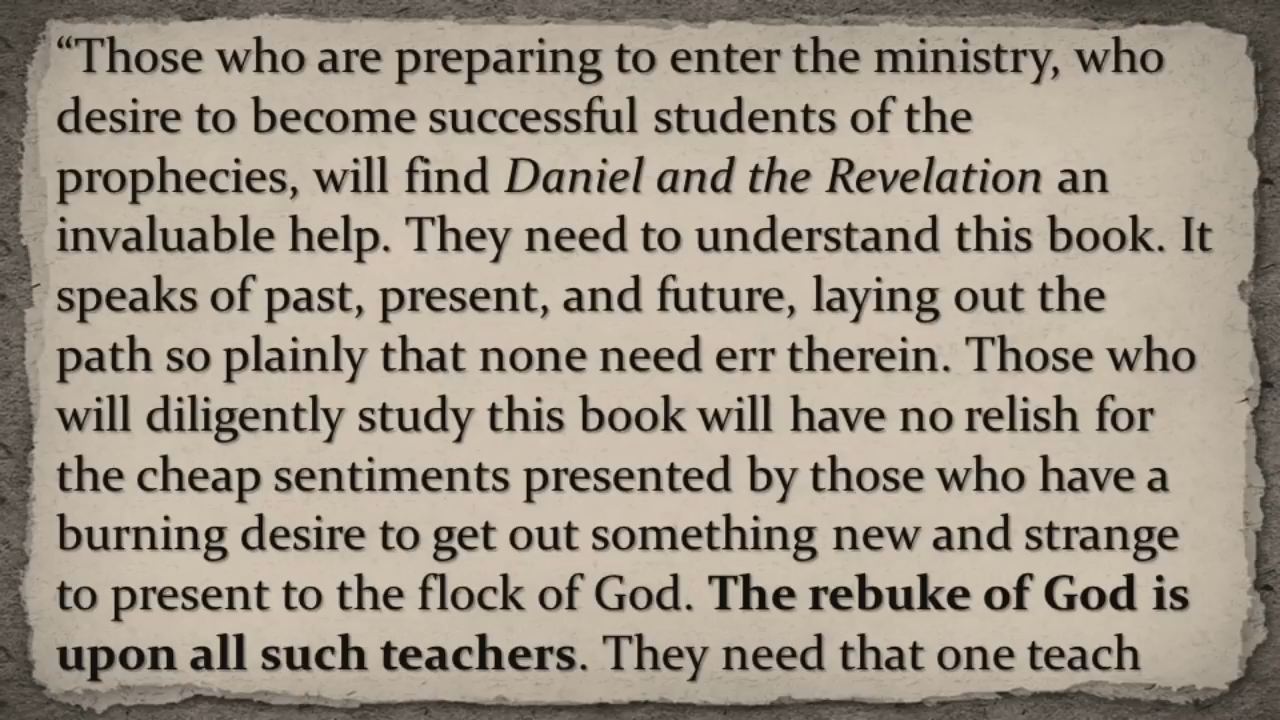 “Those who are preparing to enter the ministry, who
desire to become successful students of the
prophecies, will find Daniel and the Revelation an
invaluable help. They need to understand this book. It
speaks of past, present, and future, laying out the
path so plainly that none need err therein. Those who
will diligently study this book will have no relish for
the cheap sentiments presented by those who have a
burning desire to get out something new and strange
to present to the flock of God. The rebuke of God is
upon all such teachers. They need that one teach